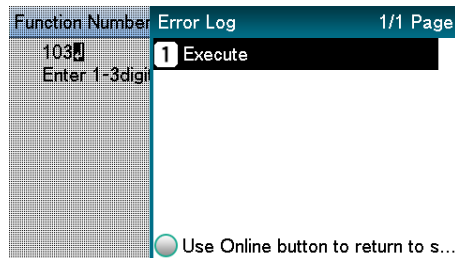 Function Number
103
Enter 1-3digi
Error Log 1/1 Page
1 Execute
Use Online button to return to s...